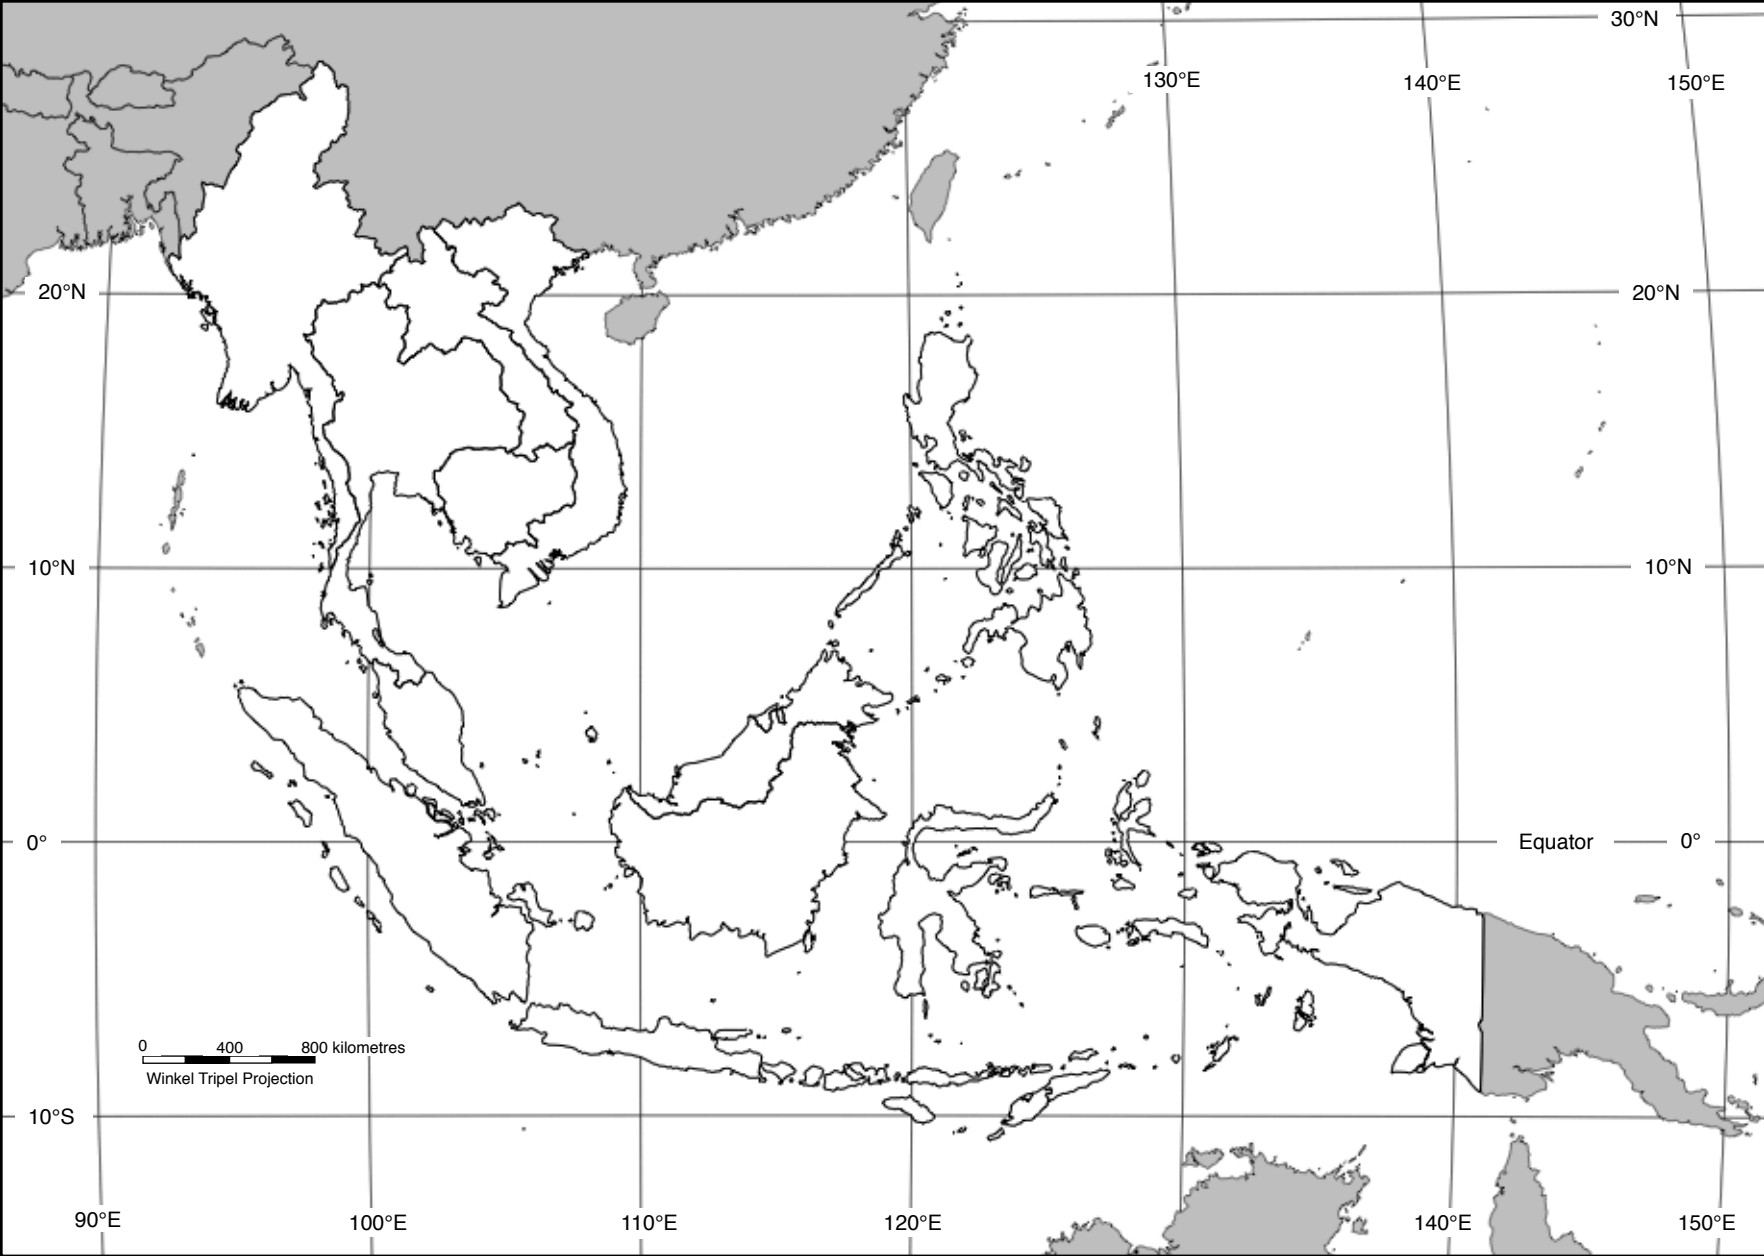 30°N
130°E 140°E 150°E
20°N 20°N
10°N 10°N
0° Equator 0°
0 400 800 kilometres
Winkel Tripel Projection
10°S
90°E 100°E 110°E 120°E 140°E 150°E